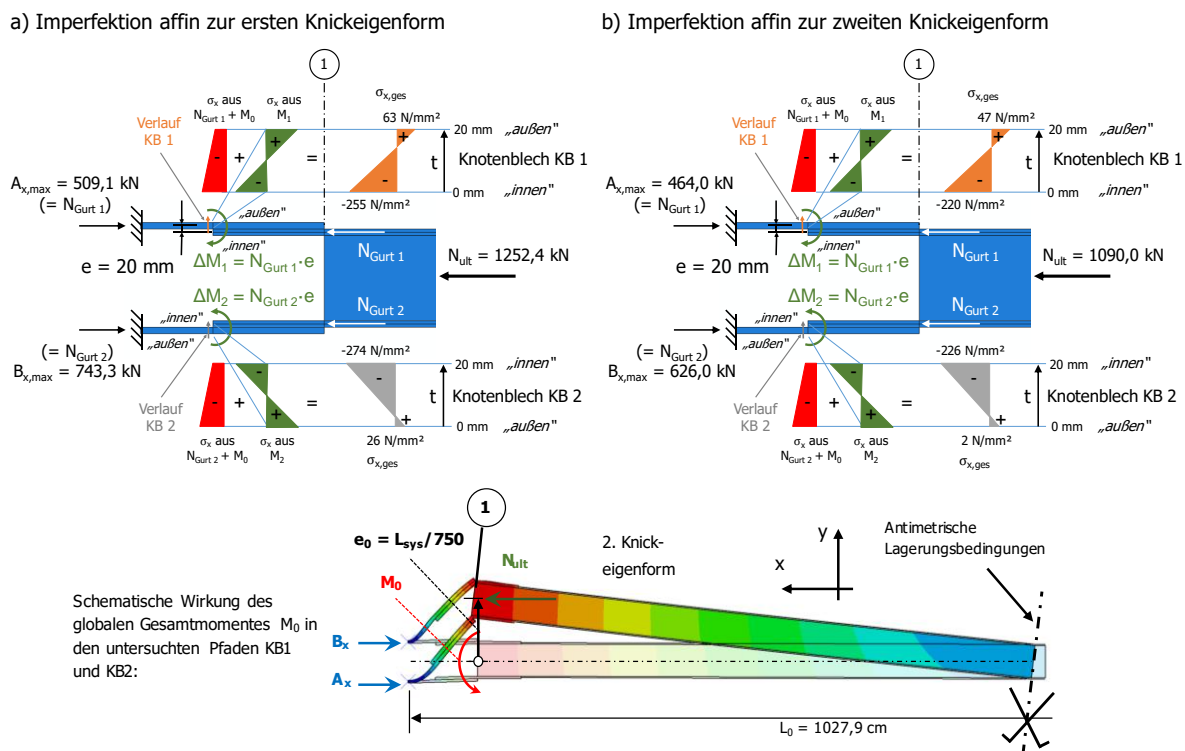 a) Imperfektion affin zur ersten Knickeigenform
1
σx aus
NGurt 1 + M0
σx aus
M1
σx,ges
63 N/mm²
Verlauf
KB 1
20 mm „außen"
- + + - = +
t Knotenblech KB 1
0 mm „innen"
-255 N/mm²
Ax,max = 509,1 kN
(= NGurt 1)
„außen"
„innen"
e = 20 mm
ΔM1 = NGurt 1·e
NGurt 1
Nult = 1252,4 kN
ΔM2 = NGurt 2·e
NGurt 2
„innen"
„außen"
(= NGurt 2)
Bx,max = 743,3 kN
-274 N/mm²
20 mm „innen"
- + - + = - +
t Knotenblech KB 2
0 mm „außen"
Verlauf
KB 2
26 N/mm²
σx aus
NGurt 2 + M0
σx aus
M2
σx,ges
b) Imperfektion affin zur zweiten Knickeigenform
1
σx aus
NGurt 1 + M0
σx aus
M1
σx,ges
47 N/mm²
Verlauf
KB 1
20 mm „außen"
- + + - = +
t Knotenblech KB 1
0 mm „innen"
-220 N/mm²
Ax,max = 464,0 kN
(= NGurt 1)
„außen"
„innen"
e = 20 mm
ΔM1 = NGurt 1·e
NGurt 1
Nult = 1090,0 kN
ΔM2 = NGurt 2·e
NGurt 2
„innen"
„außen"
(= NGurt 2)
Bx,max = 626,0 kN
-226 N/mm²
20 mm „innen"
- + - + = - +
t Knotenblech KB 2
0 mm „außen"
Verlauf
KB 2
2 N/mm²
σx aus
NGurt 2 + M0
σx aus
M2
σx,ges
1
e0 = Lsys/750
Nult
M0
2. Knick-
eigenform
y
x
Antimetrische
Lagerungsbedingungen
Schematische Wirkung des
globalen Gesamtmomentes M0 in
den untersuchten Pfaden KB1
und KB2:
Bx
Ax
L0 = 1027,9 cm